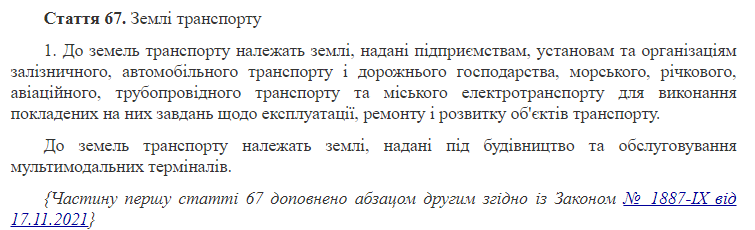 Стаття 67. Землі транспорту
1. До земель транспорту належать землі, надані підприємствам, установам та організаціям
залізничного, автомобільного транспорту і дорожнього господарства, морського, річкового,
авіаційного, трубопровідного транспорту та міського електротранспорту для виконання
покладених на них завдань щодо експлуатації, ремонту і розвитку об'єктів транспорту.
До земель транспорту належать землі, надані під будівництво та обслуговування
мультимодальних терміналів.
{Частину першу статті 67 доповнено абзацом другим згідно із Законом № 1887-IX від
17.11.2021}